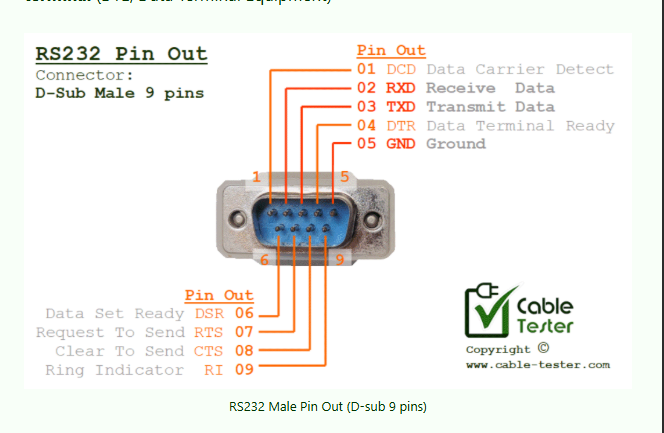 RS232 Pin Out
Connector:
D-Sub Male 9 pins
Pin Out
01 DCD Data Carrier Detect
02 RXD Receive Data
03 TXD Transmit Data
04 DTR Data Terminal Ready
05 GND Ground
1
5
6
9
Pin Out
Data Set Ready DSR 06
Request To Send RTS 07
Clear To Send CTS 08
Ring Indicator RI 09
Cable
Tester
Copyright ©
www.cable-tester.com
RS232 Male Pin Out (D-sub 9 pins)